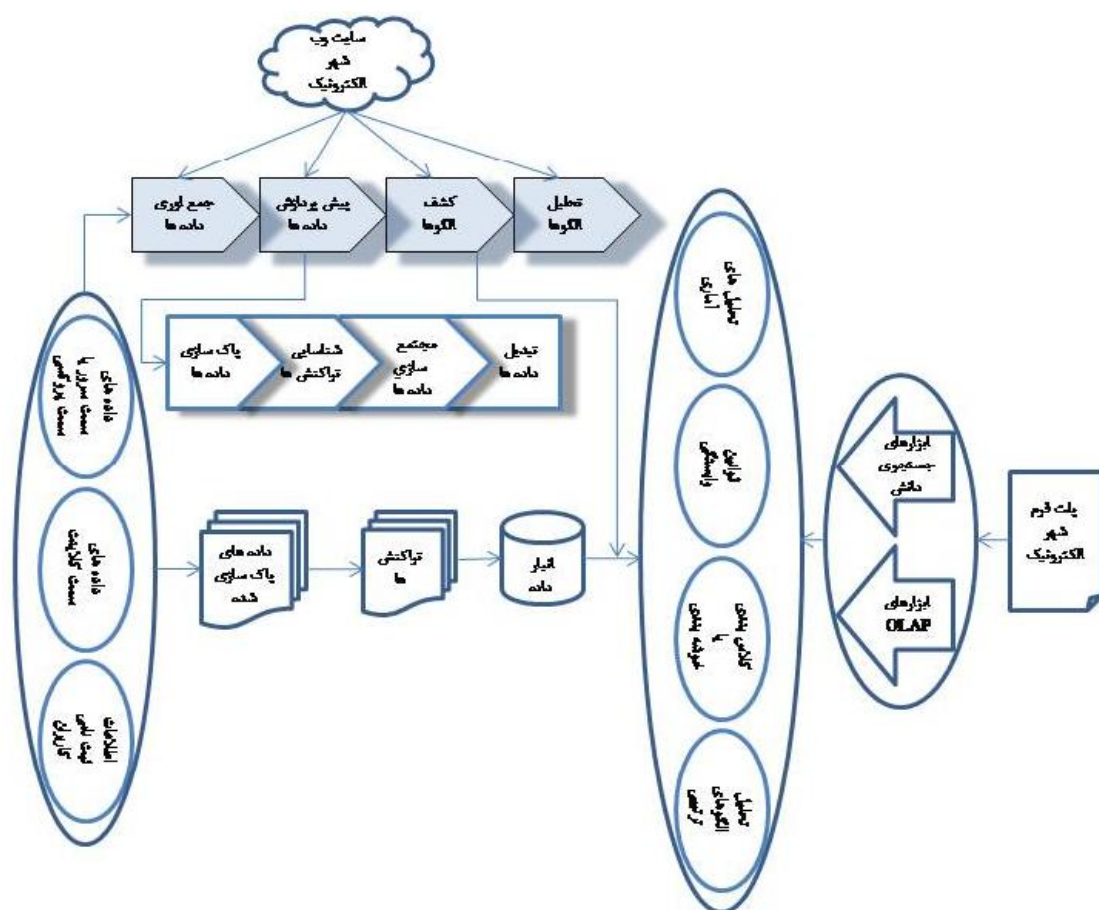 سایت وب
شهر
الکترونیک
جمع اوری
داده ها
پیش پردازش
داده ها
کشف
الگوها
تحلیل
الگوها
پاک سازی
داده ها
شناسایی
تراکنش ها
مجتمع
سازي
داده ها
تبدیل
داده ها
داده های
سمت سرور یا
سمت پروکسی
داده های
سمت کلاینت
اطلاعات
ثبت نامی
کاربران
داده های
پاک سازی
شده
تراکنش
ها
انبار
داده
تحلیل های
آماری
قوانین
وابستگی
کلاس بندی
یا
خوشه بندی
تحلیل
الگوهای
ترتیبی
ابزارهای
جستجوی
دانش
ابزارهای
OLAP
پلت فرم
شهر
الکترونیک